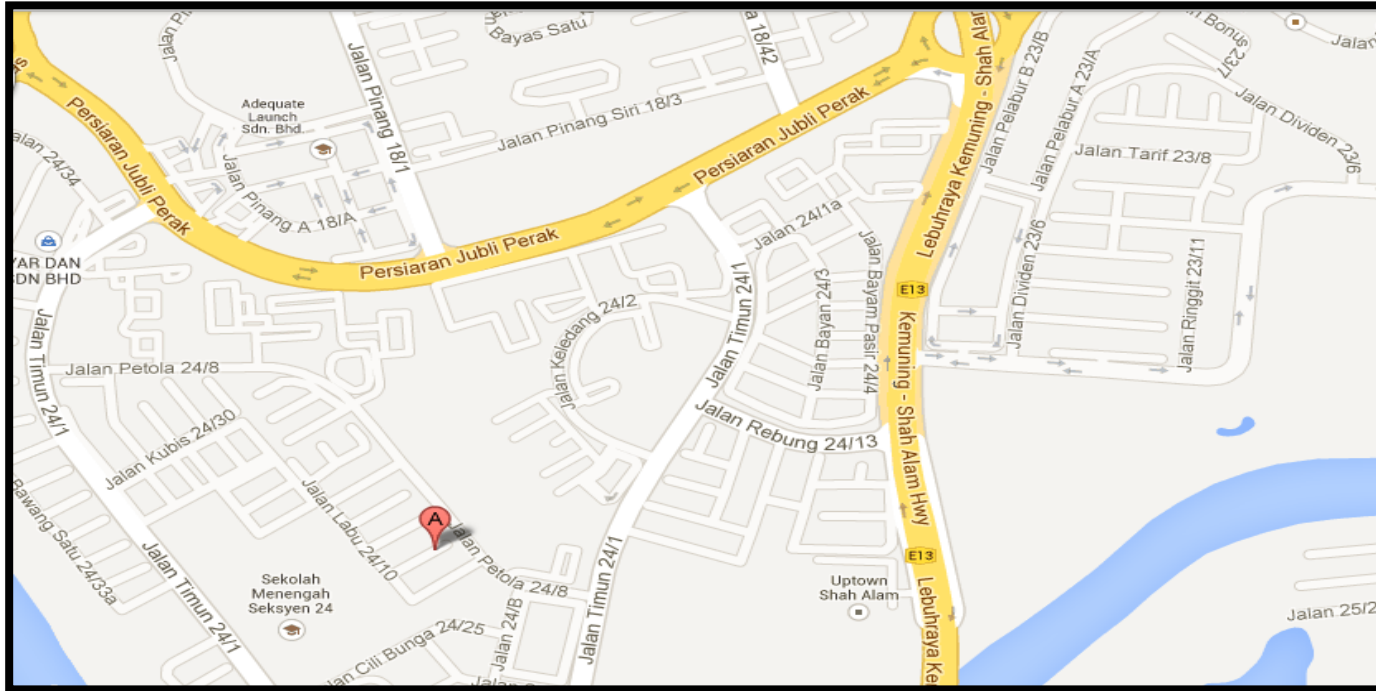 Bayas Satu
Jalan Pin
18/42
Jalan Bonus 23/7
Jalan
Persiaran Jubli Perak
Jalan Pinang 18/1
Adequate
Launch
Sdn. Bhd.
Jalan Pinang Siri 18/3
Persiaran Jubli Perak
Lebuhraya Kemuning - Shah Alam
Jalan Pelabur B 23/B
Jalan Pelabur A 23/A
Jalan Dividen 23/6
Jalan Tarif 23/8
alan 24/34
Jalan Pinang A 18/A
YAR DAN
SDN BHD
Persiaran Jubli Perak
Jalan 24/1a
Jalan Bayam Pasir 24/4
Jalan Bayan 24/3
Jalan Dividen 23/6
Jalan Ringgit 23/11
E13
Jalan Timun 24/1
Jalan Keledang 24/2
Jalan Timun 24/1
Kemuning - Shah Alam Hwy
Jalan Petola 24/8
Jalan Rebung 24/13
Jalan Kubis 24/30
Bawang Satu 24/33a
Jalan Labu 24/10
A
Jalan Petola 24/8
E13
Jalan Timun 24/1
Jalan Timun 24/1
Sekolah
Menengah
Seksyen 24
Uptown
Shah Alam
Lebuhraya Ke
Jalan 25/2
Jalan 24/B
an Cili Bunga 24/25